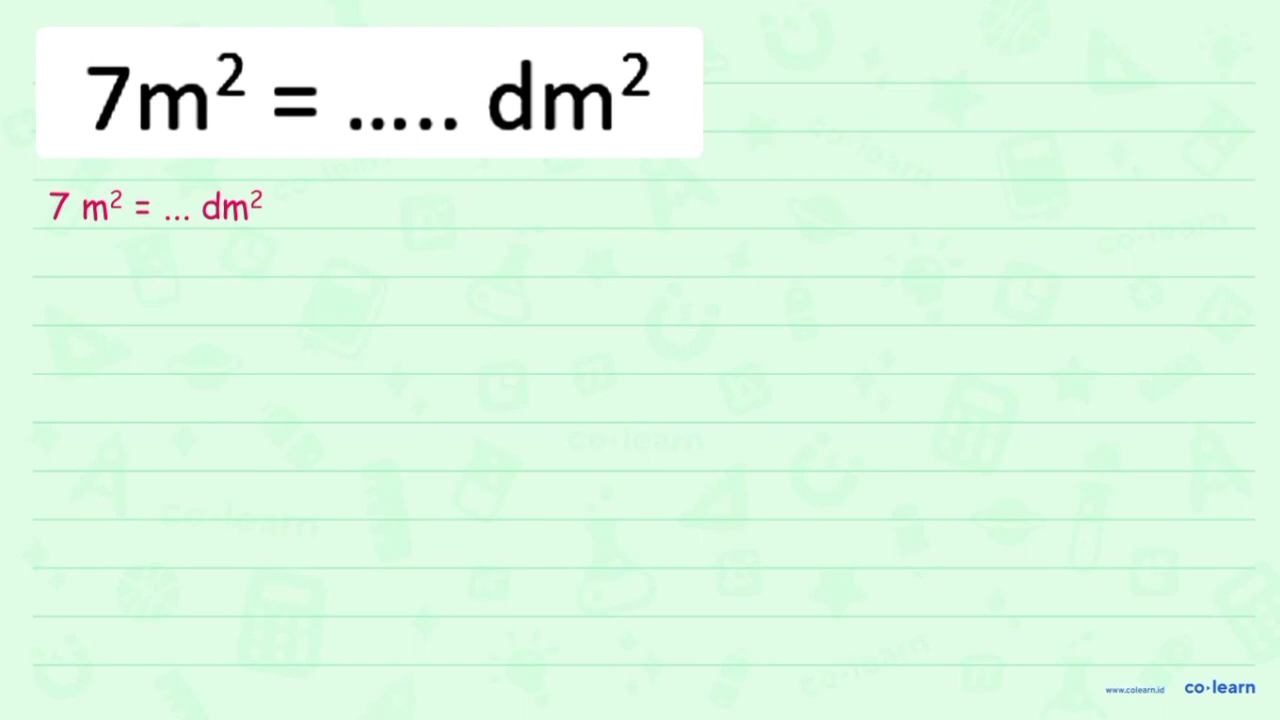 7m² = ..... dm²
7 m² = ... dm²
www.colearn.id co·learn